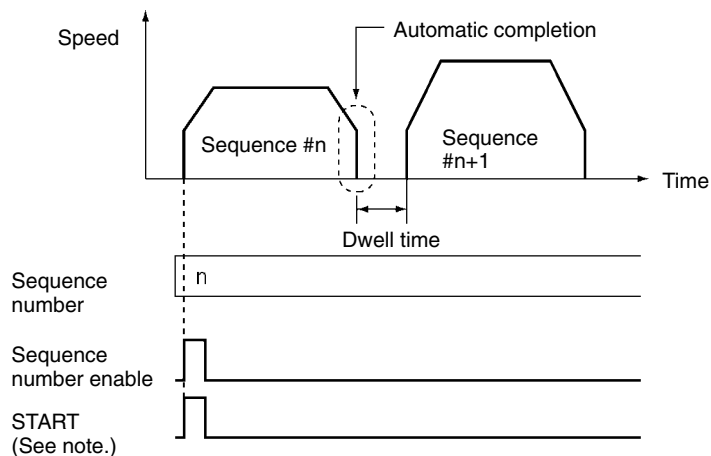 Speed
Automatic completion
Sequence #n
Sequence
#n+1
Time
Dwell time
Sequence
number
n
Sequence
number enable
START
(See note.)